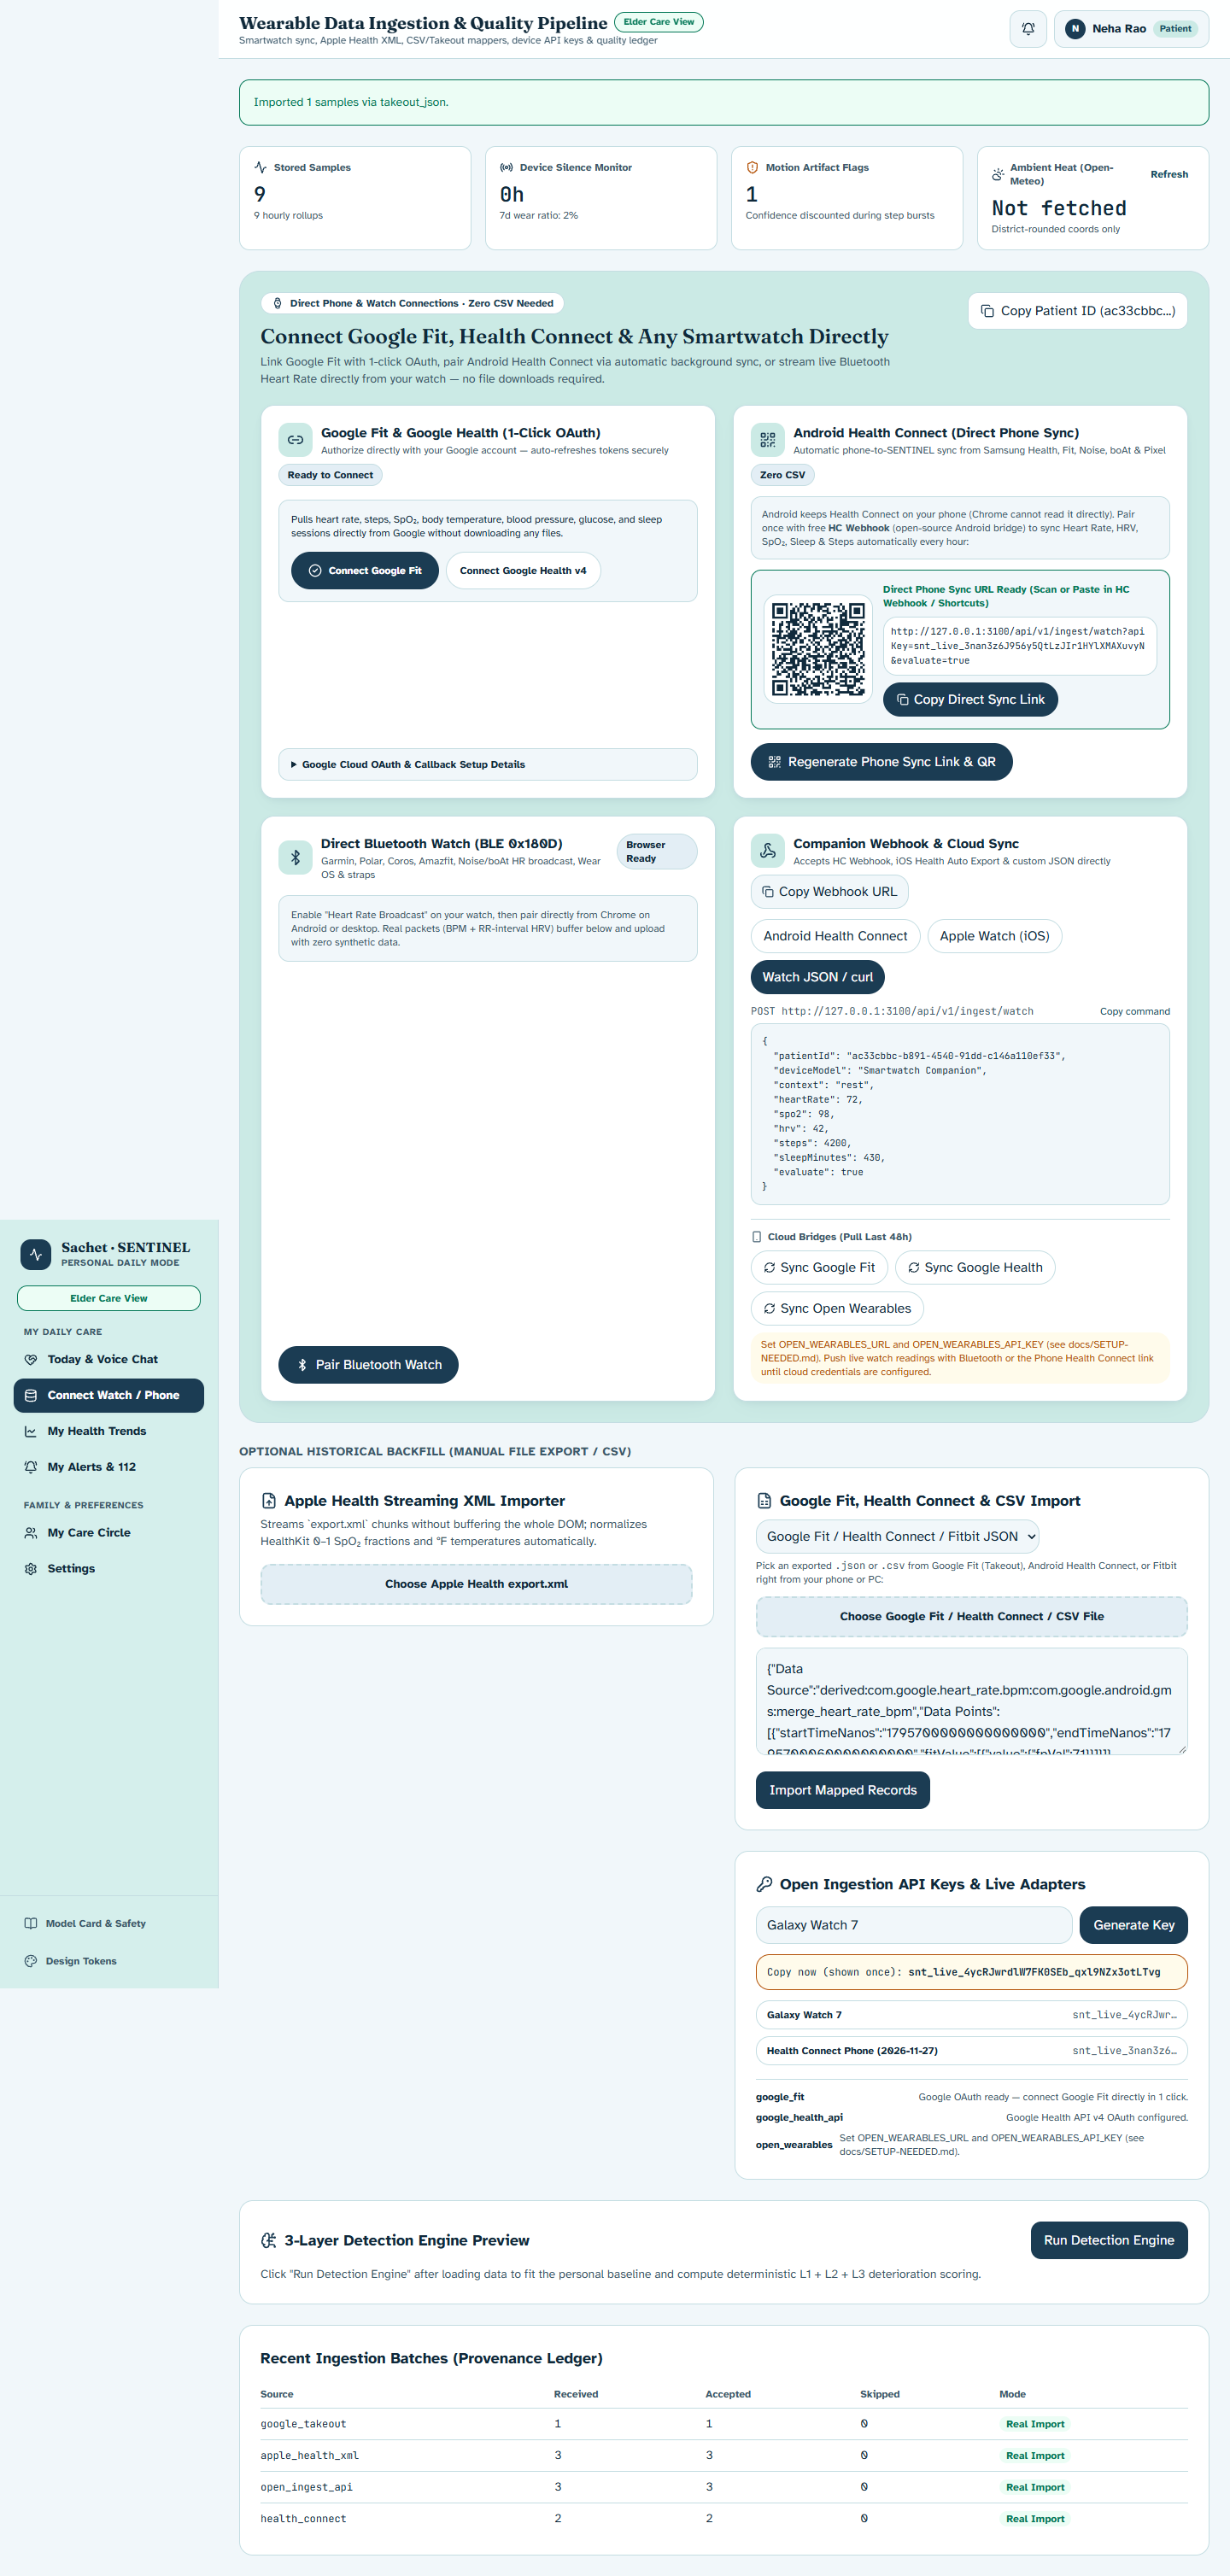 Wearable Data Ingestion & Quality Pipeline
Elder Care View
Smartwatch sync, Apple Health XML, CSV/Takeout mappers, device API keys & quality ledger
N
Neha Rao
Patient
Imported 1 samples via takeout_json.
Stored Samples
9
9 hourly rollups
Device Silence Monitor
0h
7d wear ratio: 2%
Motion Artifact Flags
1
Confidence discounted during step bursts
Ambient Heat (Open-
Meteo)
Refresh
Not fetched
District-rounded coords only
Direct Phone & Watch Connections · Zero CSV Needed
Connect Google Fit, Health Connect & Any Smartwatch Directly
Link Google Fit with 1-click OAuth, pair Android Health Connect via automatic background sync, or stream live Bluetooth
Heart Rate directly from your watch — no file downloads required.
Copy Patient ID (ac33cbbc...)
Google Fit & Google Health (1-Click OAuth)
Authorize directly with your Google account — auto-refreshes tokens securely
Ready to Connect
Pulls heart rate, steps, SpO₂, body temperature, blood pressure, glucose, and sleep
sessions directly from Google without downloading any files.
Connect Google Fit
Connect Google Health v4
Google Cloud OAuth & Callback Setup Details
Android Health Connect (Direct Phone Sync)
Automatic phone-to-SENTINEL sync from Samsung Health, Fit, Noise, boAt & Pixel
Zero CSV
Android keeps Health Connect on your phone (Chrome cannot read it directly). Pair
once with free HC Webhook (open-source Android bridge) to sync Heart Rate, HRV,
SpO₂, Sleep & Steps automatically every hour:
Direct Phone Sync URL Ready (Scan or Paste in HC
Webhook / Shortcuts)
http://127.0.0.1:3100/api/v1/ingest/watch?api
Key=snt_live_3nan3z6J956y5QtLzJIr1HYlXMAXuvyN
&evaluate=true
Copy Direct Sync Link
Regenerate Phone Sync Link & QR
Direct Bluetooth Watch (BLE 0x180D)
Garmin, Polar, Coros, Amazfit, Noise/boAt HR broadcast, Wear
OS & straps
Browser
Ready
Enable "Heart Rate Broadcast" on your watch, then pair directly from Chrome on
Android or desktop. Real packets (BPM + RR-interval HRV) buffer below and upload
with zero synthetic data.
Pair Bluetooth Watch
Companion Webhook & Cloud Sync
Accepts HC Webhook, iOS Health Auto Export & custom JSON directly
Copy Webhook URL
Android Health Connect
Apple Watch (iOS)
Watch JSON / curl
POST http://127.0.0.1:3100/api/v1/ingest/watch
Copy command
{
"patientId": "ac33cbbc-b891-4540-91dd-c146a110ef33",
"deviceModel": "Smartwatch Companion",
"context": "rest",
"heartRate": 72,
"spo2": 98,
"hrv": 42,
"steps": 4200,
"sleepMinutes": 430,
"evaluate": true
}
Cloud Bridges (Pull Last 48h)
Sync Google Fit
Sync Google Health
Sync Open Wearables
Set OPEN_WEARABLES_URL and OPEN_WEARABLES_API_KEY (see docs/SETUP-
NEEDED.md). Push live watch readings with Bluetooth or the Phone Health Connect link
until cloud credentials are configured.
Sachet · SENTINEL
PERSONAL DAILY MODE
Elder Care View
MY DAILY CARE
Today & Voice Chat
Connect Watch / Phone
My Health Trends
My Alerts & 112
FAMILY & PREFERENCES
My Care Circle
Settings
Model Card & Safety
Design Tokens
OPTIONAL HISTORICAL BACKFILL (MANUAL FILE EXPORT / CSV)
Apple Health Streaming XML Importer
Streams `export.xml` chunks without buffering the whole DOM; normalizes
HealthKit 0–1 SpO₂ fractions and °F temperatures automatically.
Choose Apple Health export.xml
Google Fit, Health Connect & CSV Import
Google Fit / Health Connect / Fitbit JSON
Pick an exported .json or .csv from Google Fit (Takeout), Android Health Connect, or Fitbit
right from your phone or PC:
Choose Google Fit / Health Connect / CSV File
{"Data
Source":"derived:com.google.heart_rate.bpm:com.google.android.gm
s:merge_heart_rate_bpm","Data Points":
[{"startTimeNanos":"1795700000000000000","endTimeNanos":"17
95700060000000000","fitValue":[{"value":{"fpVal":71}}]}]}
Import Mapped Records
Open Ingestion API Keys & Live Adapters
Galaxy Watch 7
Generate Key
Copy now (shown once): snt_live_4ycRJwrdlW7FK0SEb_qxl9NZx3otLTvg
Galaxy Watch 7
snt_live_4ycRJwr…
Health Connect Phone (2026-11-27)
snt_live_3nan3z6…
google_fit
Google OAuth ready — connect Google Fit directly in 1 click.
google_health_api
Google Health API v4 OAuth configured.
open_wearables
Set OPEN_WEARABLES_URL and OPEN_WEARABLES_API_KEY (see
docs/SETUP-NEEDED.md).
3-Layer Detection Engine Preview
Run Detection Engine
Click "Run Detection Engine" after loading data to fit the personal baseline and compute deterministic L1 + L2 + L3 deterioration scoring.
Recent Ingestion Batches (Provenance Ledger)
Source Received Accepted Skipped Mode
google_takeout 1 1 0 Real Import
apple_health_xml 3 3 0 Real Import
open_ingest_api 3 3 0 Real Import
health_connect 2 2 0 Real Import